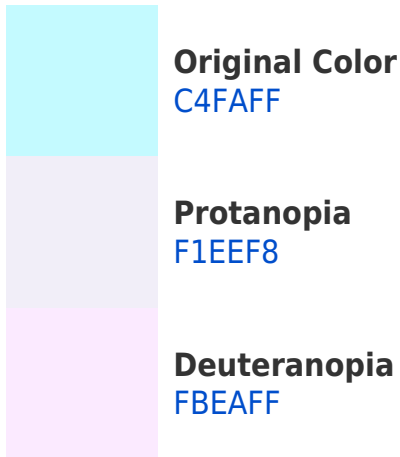 Original Color
C4FAFF
Protanopia
F1EEF8
Deuteranopia
FBEAFF